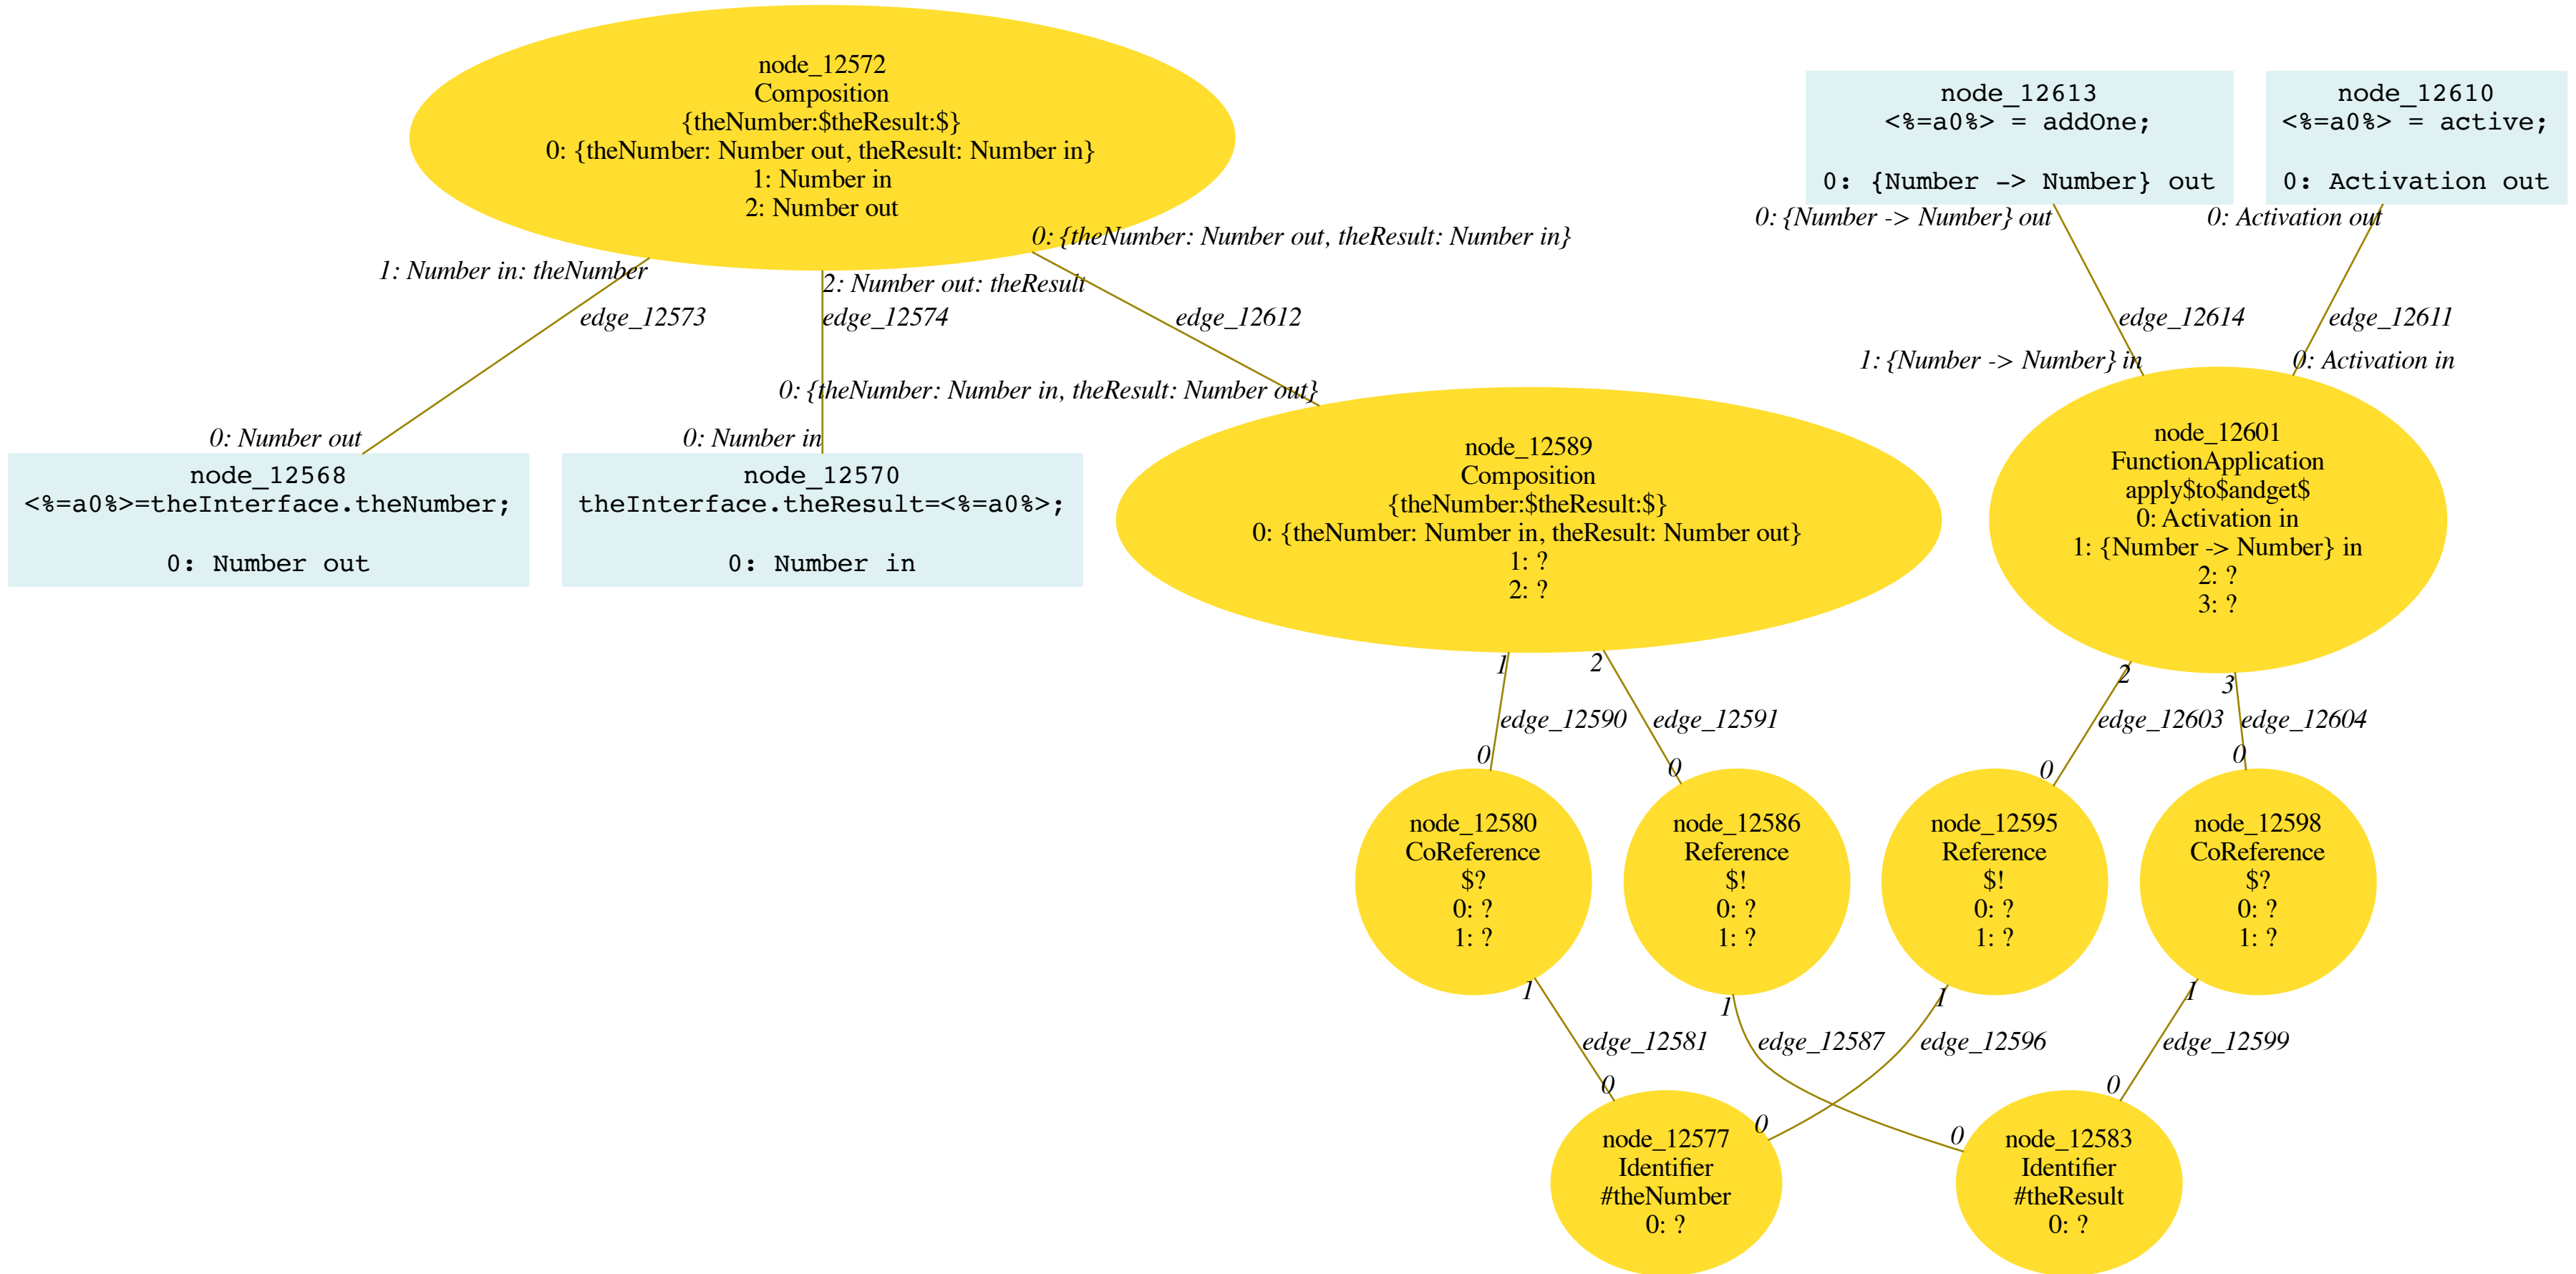 node_12572
Composition
{theNumber:$theResult:$}
0: {theNumber: Number out, theResult: Number in}
1: Number in
2: Number out
node_12613
<%=a0%> = addOne;
0: {Number -> Number} out
node_12610
<%=a0%> = active;
0: Activation out
0: {Number -> Number} out
0: Activation out
0: {theNumber: Number out, theResult: Number in}
1: Number in: theNumber
2: Number out: theResult
edge_12573
edge_12574
edge_12612
edge_12614
edge_12611
1: {Number -> Number} in
0: Activation in
0: {theNumber: Number in, theResult: Number out}
0: Number out
0: Number in
node_12568
<%=a0%>=theInterface.theNumber;
0: Number out
node_12570
theInterface.theResult=<%=a0%>;
0: Number in
node_12589
Composition
{theNumber:$theResult:$}
0: {theNumber: Number in, theResult: Number out}
1: ?
2: ?
node_12601
FunctionApplication
apply$to$andget$
0: Activation in
1: {Number -> Number} in
2: ?
3: ?
1
2
2
3
edge_12590
edge_12591
edge_12603
edge_12604
0
0
0
0
node_12580
CoReference
$?
0: ?
1: ?
node_12586
Reference
$!
0: ?
1: ?
node_12595
Reference
$!
0: ?
1: ?
node_12598
CoReference
$?
0: ?
1: ?
1
1
1
1
edge_12581
edge_12587
edge_12596
edge_12599
0
0
0
0
node_12577
Identifier
#theNumber
0: ?
node_12583
Identifier
#theResult
0: ?